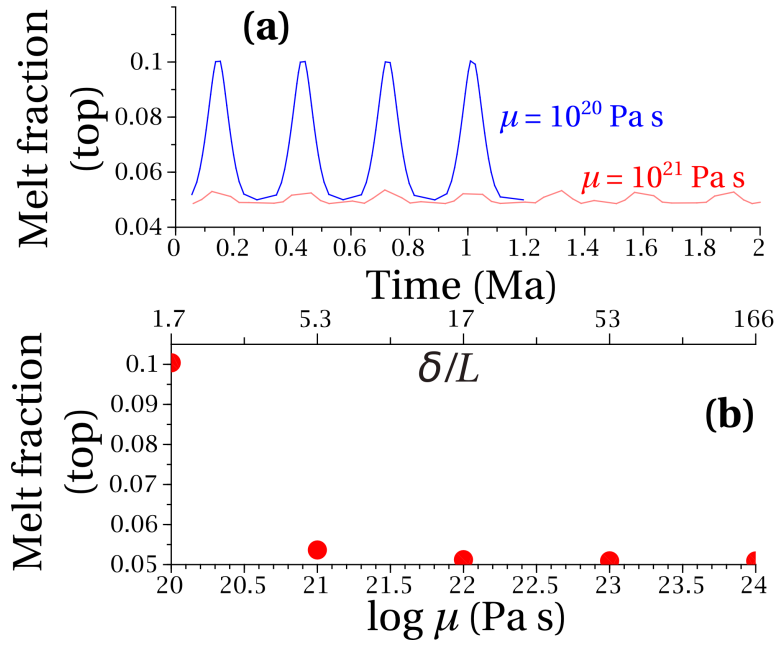 (a)
Melt fraction
(top)
0.1
0.08
0.06
0.04
μ = 10²⁰ Pa s
μ = 10²¹ Pa s
0 0.2 0.4 0.6 0.8 1 1.2 1.4 1.6 1.8 2
Time (Ma)
1.7 5.3 17 53 166
δ/L
(b)
Melt fraction
(top)
0.1
0.09
0.08
0.07
0.06
0.05
20 20.5 21 21.5 22 22.5 23 23.5 24
log μ (Pa s)